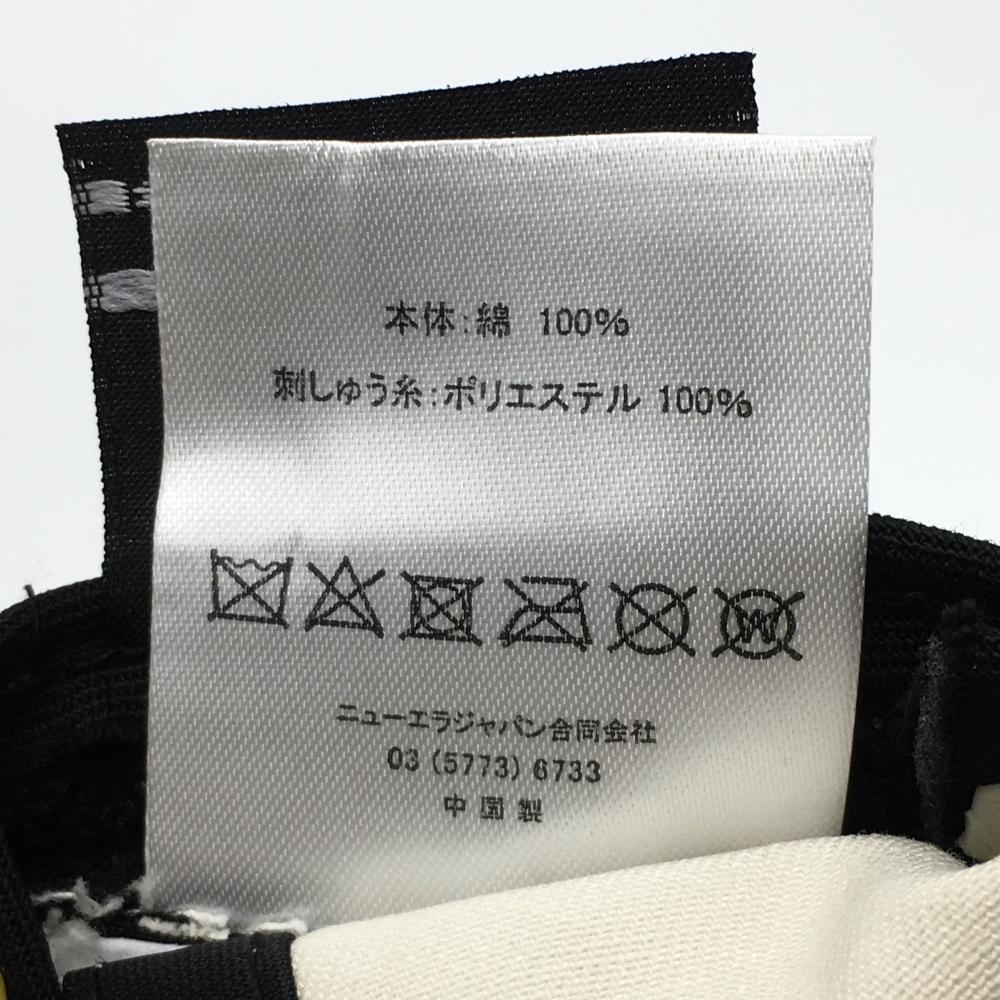 本体:綿 100%
刺しゅう糸:ポリエステル 100%
W
ニューエラジャパン合同会社
03 (5773) 6733
中国製